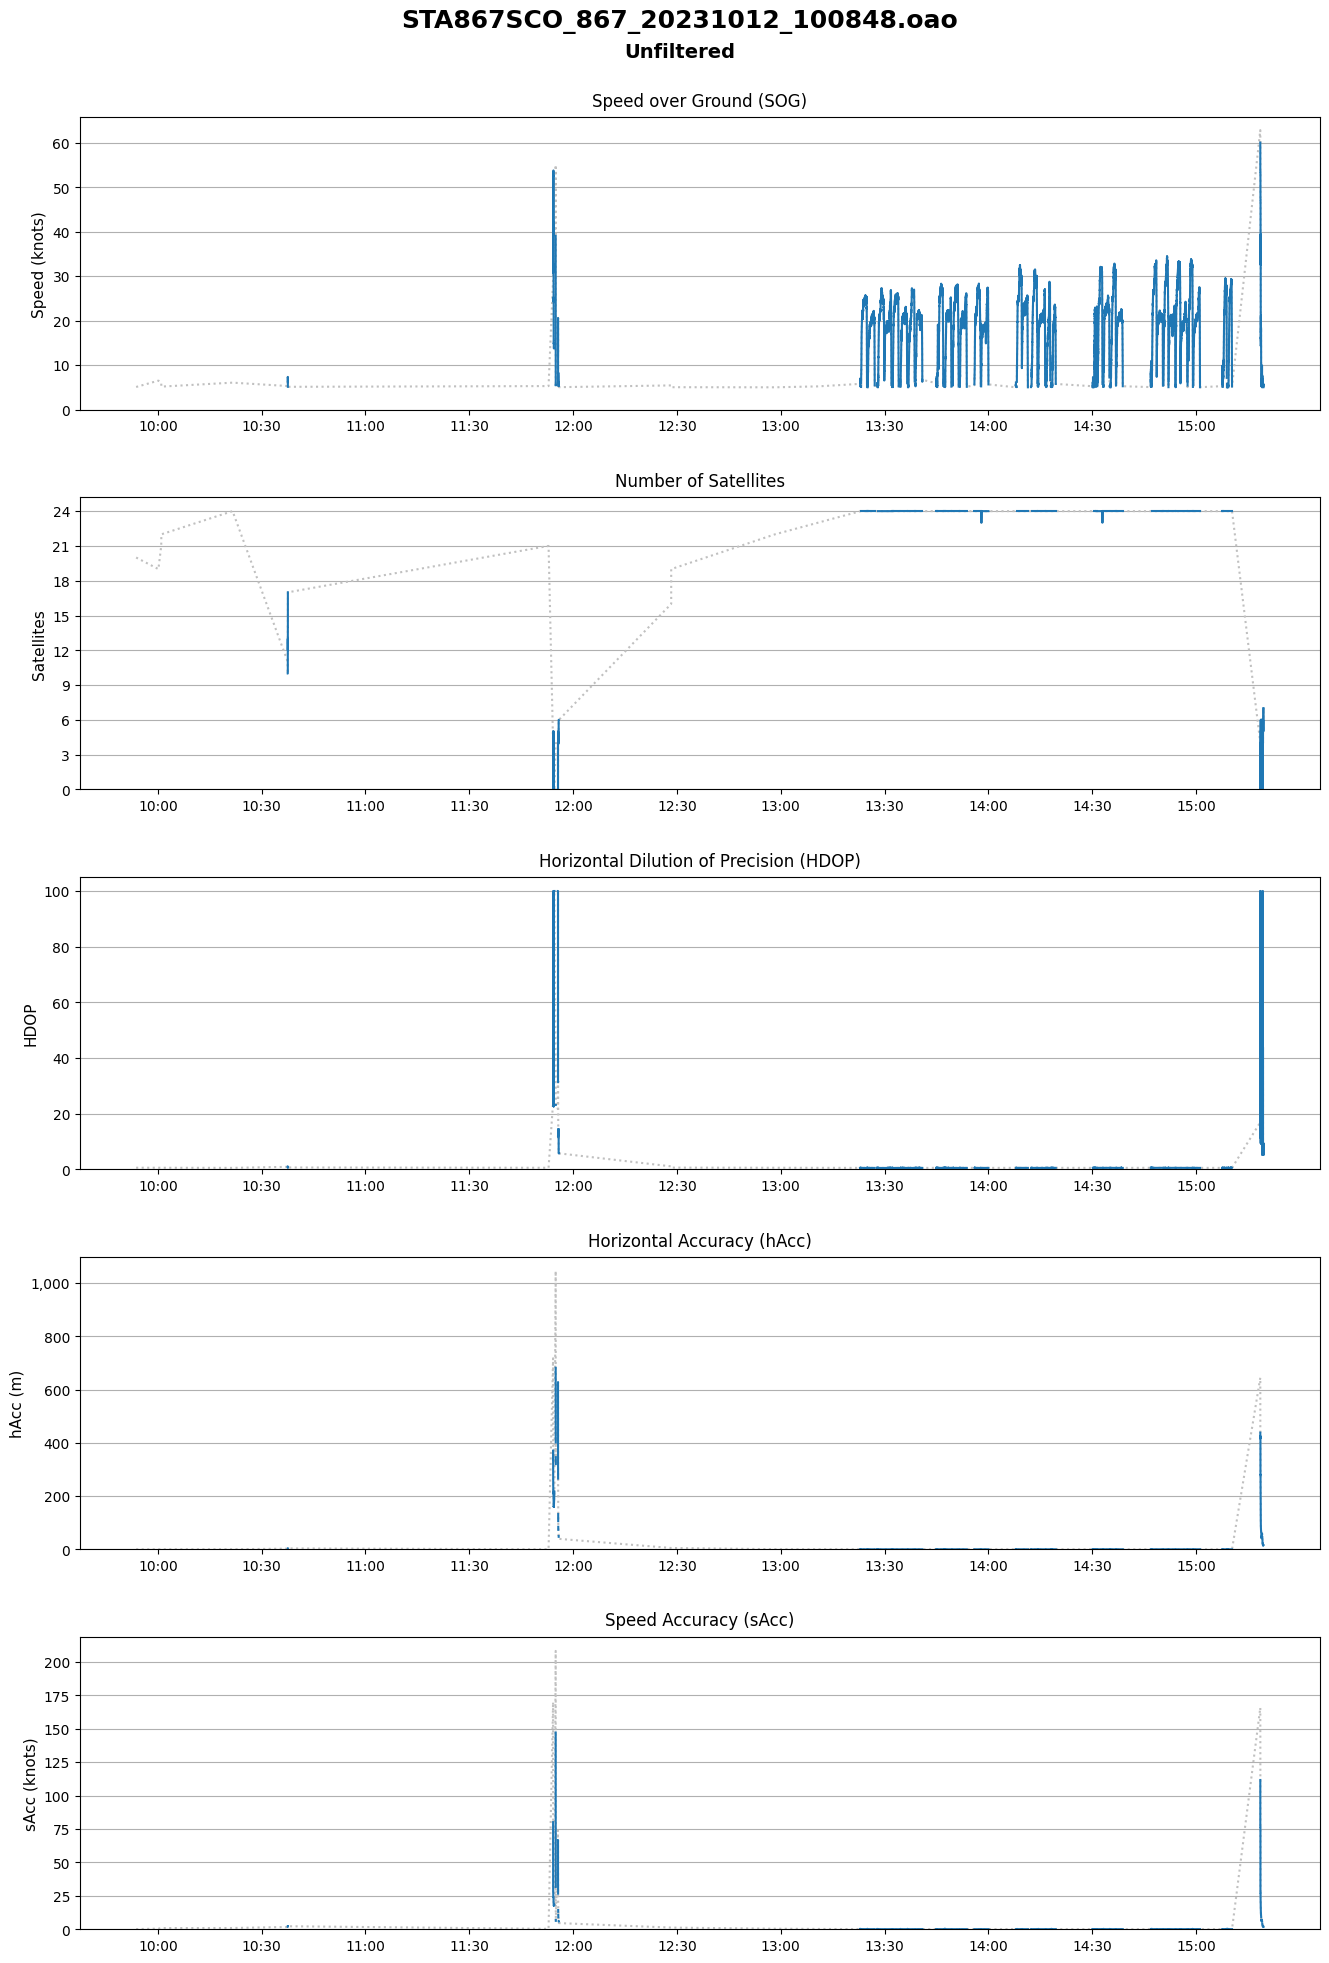 STA867SCO_867_20231012_100848.oao
Unfiltered
Speed over Ground (SOG)
Speed (knots)
60
50
40
30
20
10
0
10:00 10:30 11:00 11:30 12:00 12:30 13:00 13:30 14:00 14:30 15:00
Number of Satellites
Satellites
24
21
18
15
12
9
6
3
0
10:00 10:30 11:00 11:30 12:00 12:30 13:00 13:30 14:00 14:30 15:00
Horizontal Dilution of Precision (HDOP)
HDOP
100
80
60
40
20
0
10:00 10:30 11:00 11:30 12:00 12:30 13:00 13:30 14:00 14:30 15:00
Horizontal Accuracy (hAcc)
hAcc (m)
1,000
800
600
400
200
0
10:00 10:30 11:00 11:30 12:00 12:30 13:00 13:30 14:00 14:30 15:00
Speed Accuracy (sAcc)
sAcc (knots)
200
175
150
125
100
75
50
25
0
10:00 10:30 11:00 11:30 12:00 12:30 13:00 13:30 14:00 14:30 15:00